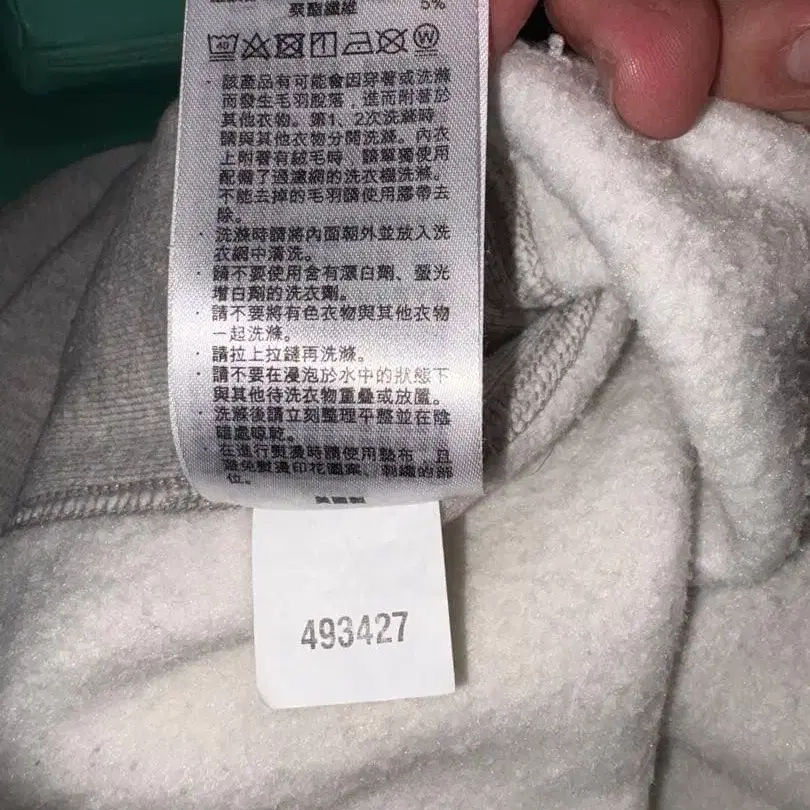 聚酯纖維 5%
40 W
· 該產品有可能會因穿著或洗滌
而發生毛羽脫落，進而附著於
其他衣物。第1、2次洗滌時，
請與其他衣物分開洗滌。內衣
上附著有絨毛時，請單獨使用
配備了過濾網的洗衣機洗滌。
不能去掉的毛羽請使用膠帶去
除。
· 洗滌時請將內面朝外並放入洗
衣網中清洗。
· 請不要使用含有漂白劑、螢光
增白劑的洗衣劑。
· 請不要將有色衣物與其他衣物
一起洗滌。
· 請拉上拉鏈再洗滌。
· 請不要在浸泡於水中的狀態下
與其他待洗衣物重疊或放置。
· 洗滌後請立刻整理平整並在陰
暗處晾乾。
· 在進行熨燙時請使用墊布，且
避免熨燙印花圖案、刺繡的部
位。
美國製
493427